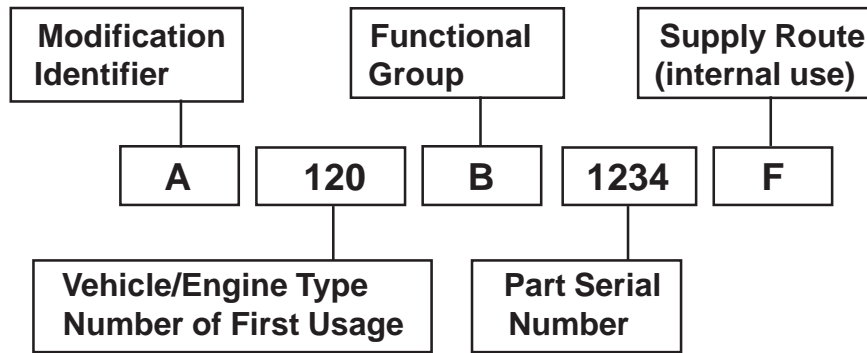 Modification
Identifier
Functional
Group
Supply Route
(internal use)
A
120
B
1234
F
Vehicle/Engine Type
Number of First Usage
Part Serial
Number